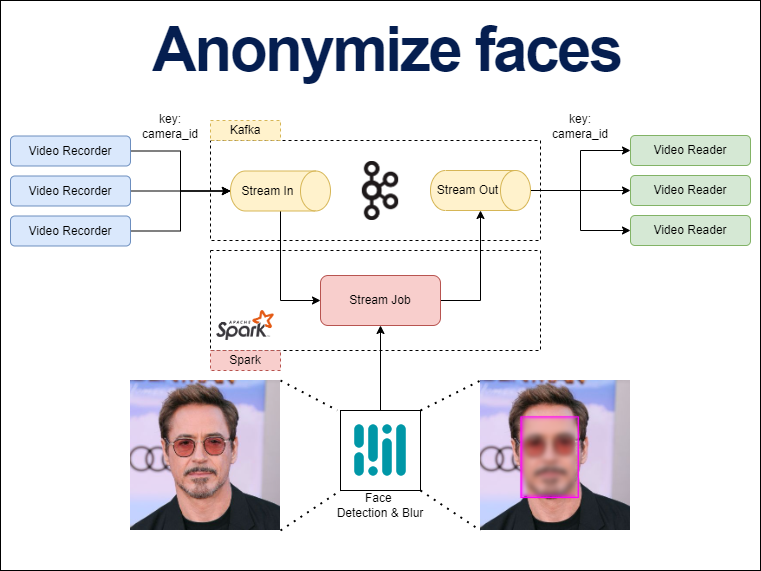 Anonymize faces
key:
camera_id
key:
camera_id
Kafka
Video Recorder
Video Reader
Stream In
Stream Out
Video Recorder
Video Reader
Video Recorder
Video Reader
Stream Job
APACHE
Spark
Spark
Face
Detection & Blur